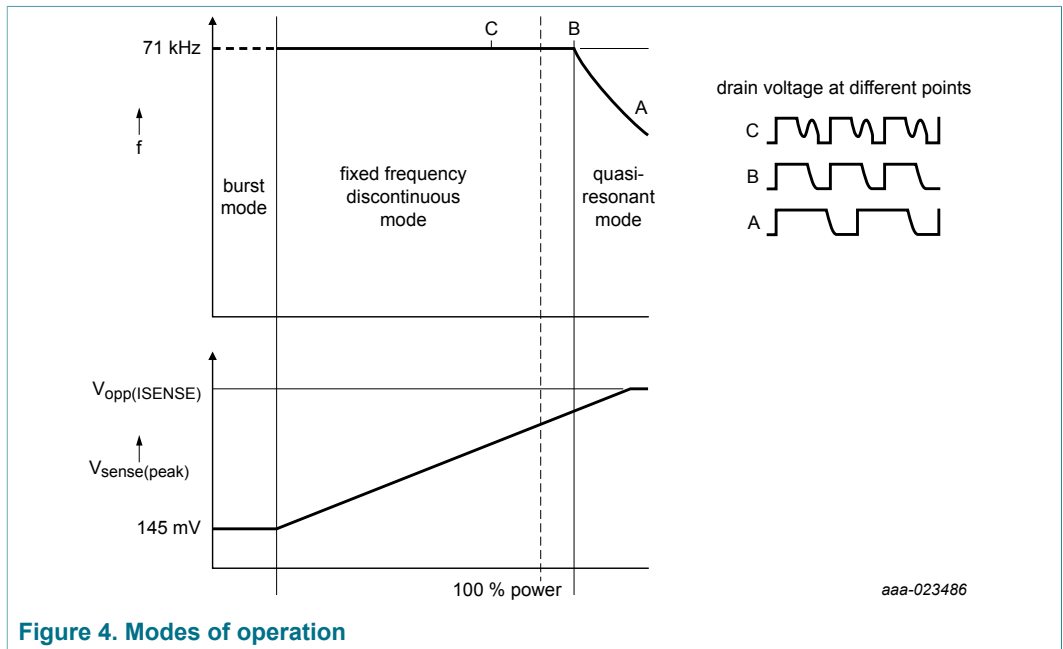 71 kHz
C
B
A
f
burst
mode
fixed frequency
discontinuous
mode
quasi-
resonant
mode
drain voltage at different points
C
B
A
Vopp(ISENSE)
Vsense(peak)
145 mV
100 % power
aaa-023486
Figure 4. Modes of operation